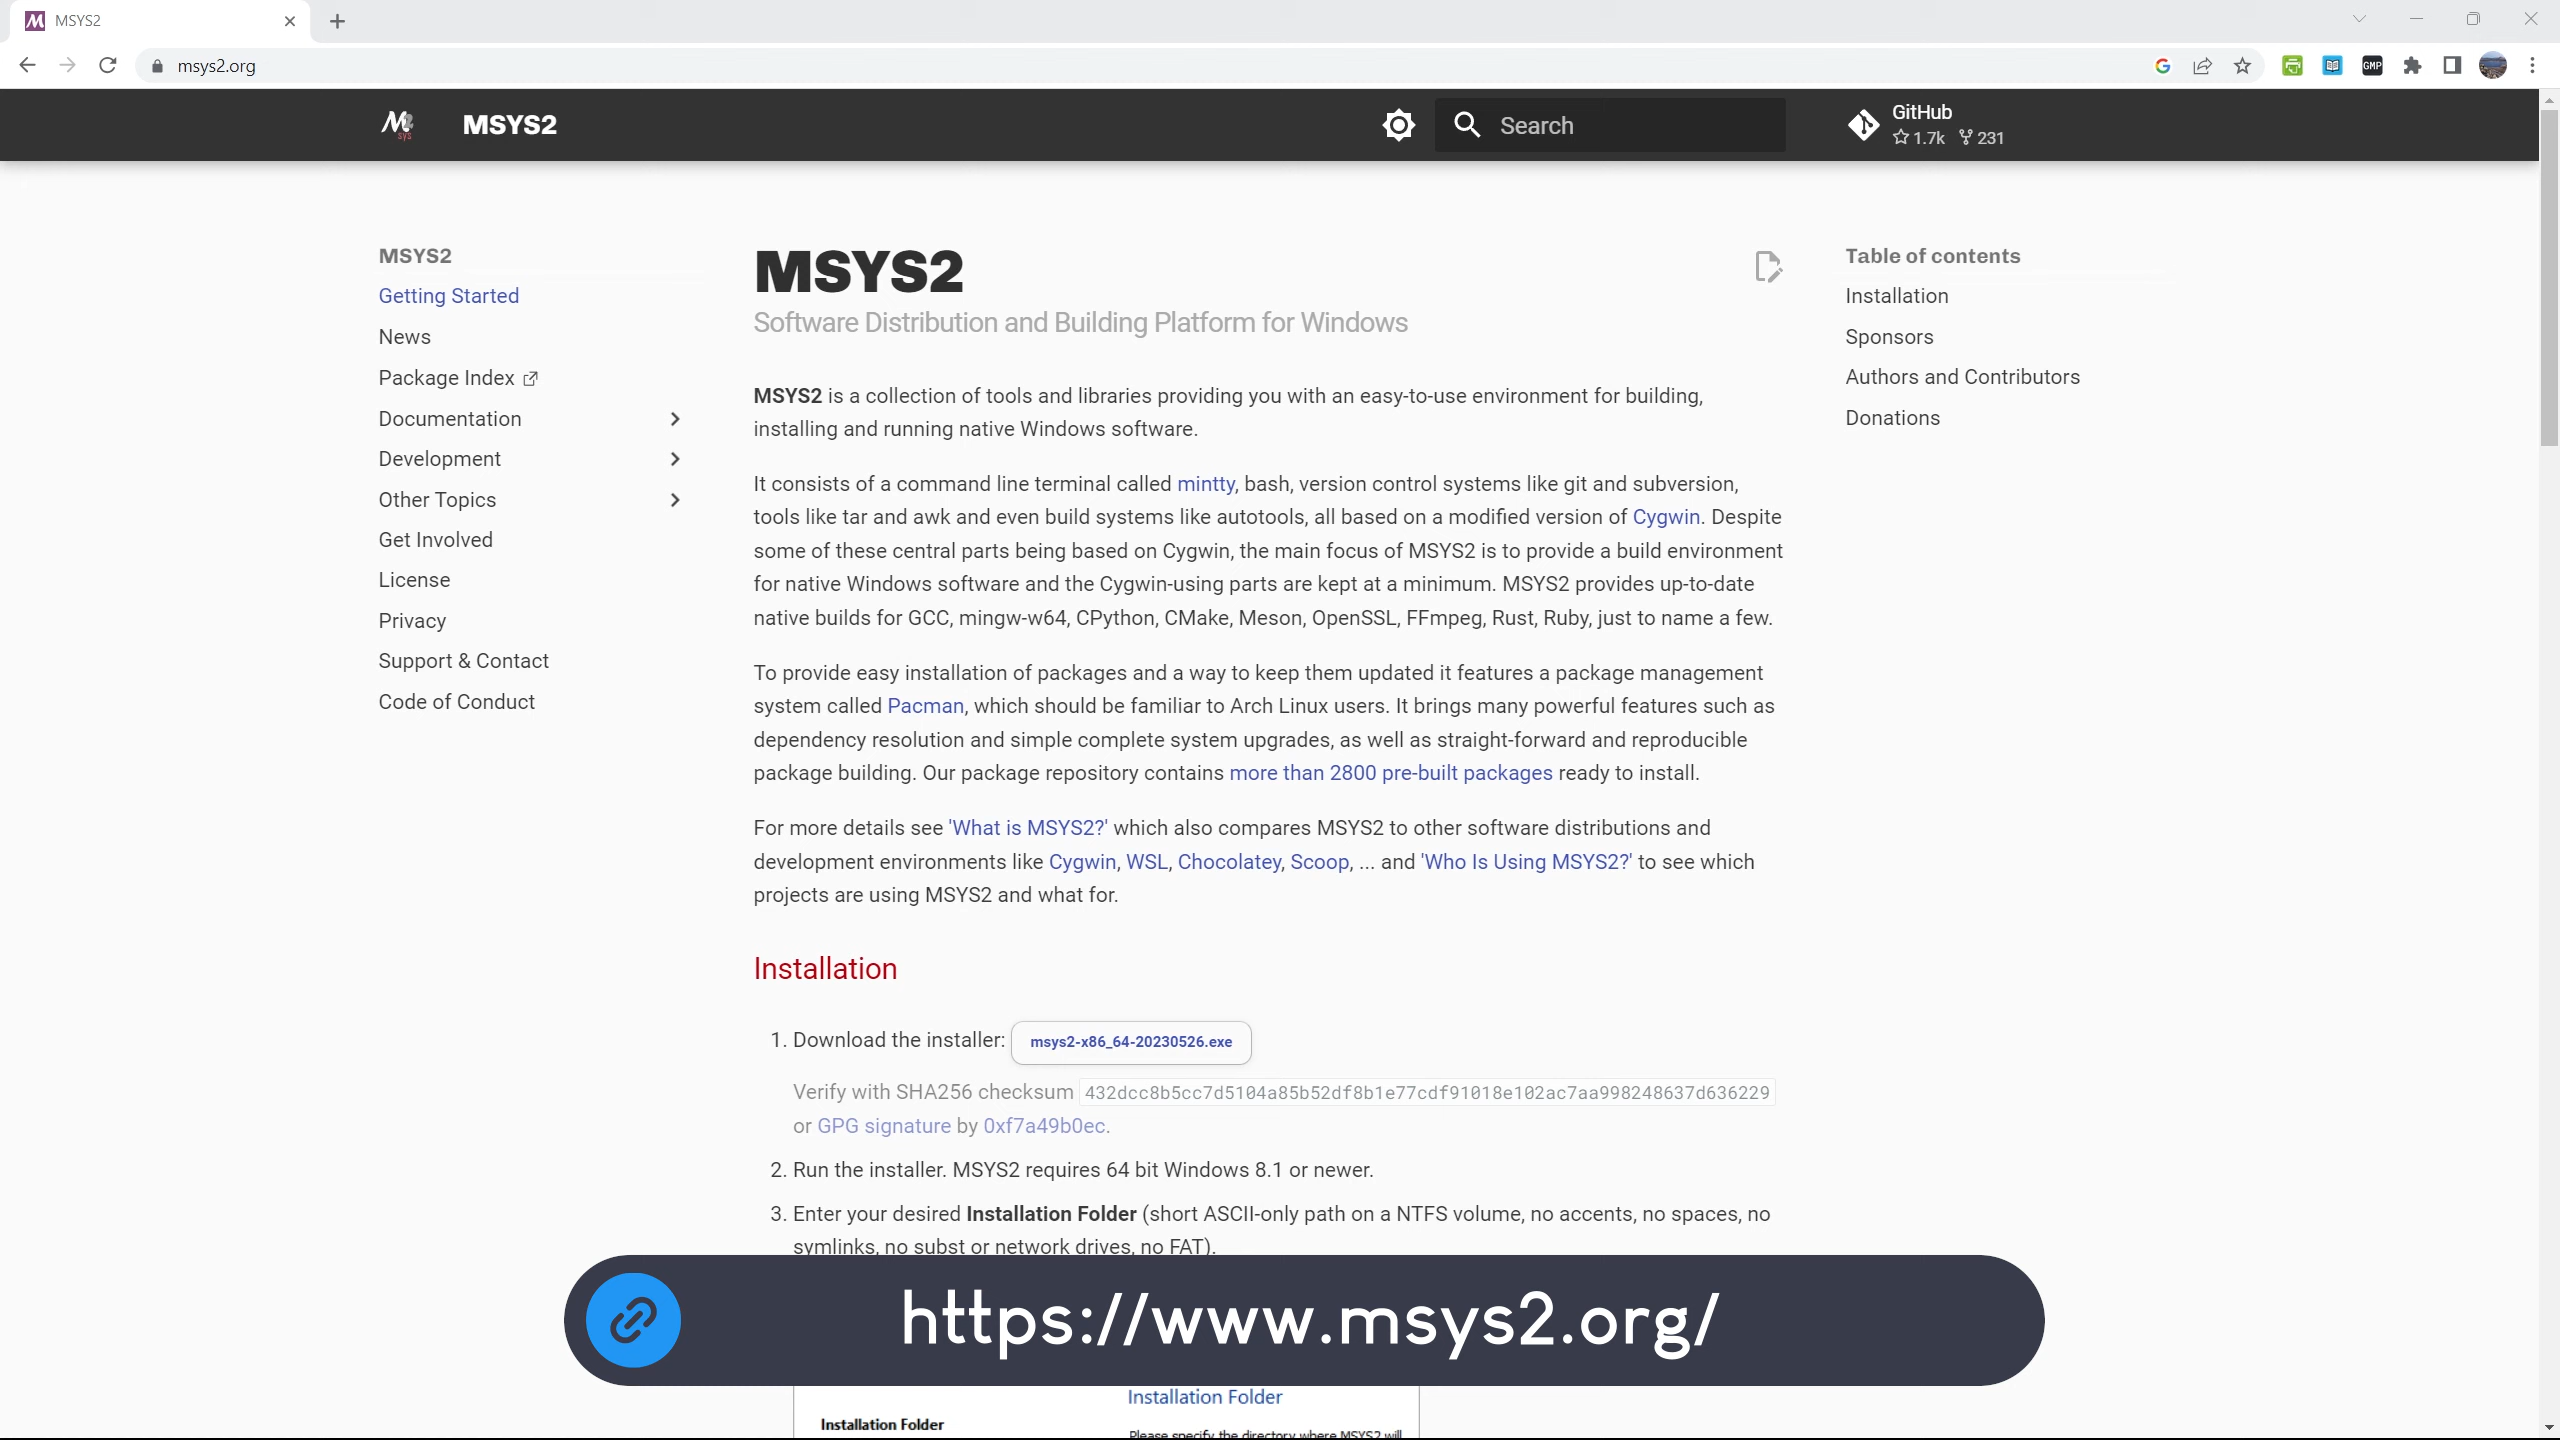 MSYS2
msys2.org
GMP
M2
sys
MSYS2
Search
GitHub
1.7k 231
MSYS2
Getting Started
News
Package Index
Documentation
Development
Other Topics
Get Involved
License
Privacy
Support & Contact
Code of Conduct
MSYS2
Software Distribution and Building Platform for Windows
MSYS2 is a collection of tools and libraries providing you with an easy-to-use environment for building,
installing and running native Windows software.
It consists of a command line terminal called mintty, bash, version control systems like git and subversion,
tools like tar and awk and even build systems like autotools, all based on a modified version of Cygwin. Despite
some of these central parts being based on Cygwin, the main focus of MSYS2 is to provide a build environment
for native Windows software and the Cygwin-using parts are kept at a minimum. MSYS2 provides up-to-date
native builds for GCC, mingw-w64, CPython, CMake, Meson, OpenSSL, FFmpeg, Rust, Ruby, just to name a few.
To provide easy installation of packages and a way to keep them updated it features a package management
system called Pacman, which should be familiar to Arch Linux users. It brings many powerful features such as
dependency resolution and simple complete system upgrades, as well as straight-forward and reproducible
package building. Our package repository contains more than 2800 pre-built packages ready to install.
For more details see 'What is MSYS2?' which also compares MSYS2 to other software distributions and
development environments like Cygwin, WSL, Chocolatey, Scoop, ... and 'Who Is Using MSYS2?' to see which
projects are using MSYS2 and what for.
Installation
1. Download the installer: msys2-x86_64-20230526.exe
Verify with SHA256 checksum 432dcc8b5cc7d5104a85b52df8b1e77cdf91018e102ac7aa998248637d636229
or GPG signature by 0xf7a49b0ec.
2. Run the installer. MSYS2 requires 64 bit Windows 8.1 or newer.
3. Enter your desired Installation Folder (short ASCII-only path on a NTFS volume, no accents, no spaces, no
symlinks, no subst or network drives, no FAT).
Table of contents
Installation
Sponsors
Authors and Contributors
Donations
https://www.msys2.org/
Installation Folder
Installation Folder
Please specify the directory where MSYS2 will